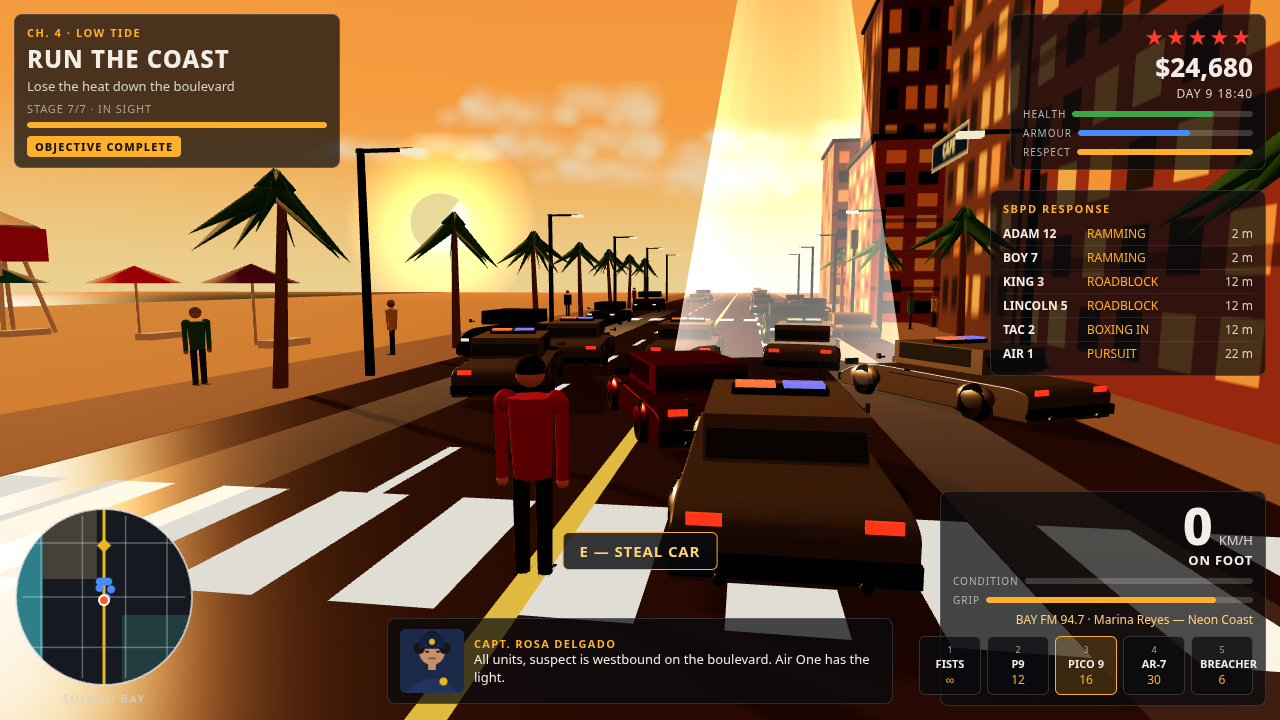 CH. 4 · LOW TIDE
RUN THE COAST
Lose the heat down the boulevard
STAGE 7/7 · IN SIGHT
OBJECTIVE COMPLETE
★★★★★
$24,680
DAY 9 18:40
HEALTH
ARMOUR
RESPECT
CAFE
SBPD RESPONSE
ADAM 12 RAMMING 2 m
BOY 7 RAMMING 2 m
KING 3 ROADBLOCK 12 m
LINCOLN 5 ROADBLOCK 12 m
TAC 2 BOXING IN 12 m
AIR 1 PURSUIT 22 m
E — STEAL CAR
0 KM/H
ON FOOT
CONDITION
GRIP
BAY FM 94.7 · Marina Reyes — Neon Coast
1 2 3 4 5
FISTS P9 PICO 9 AR-7 BREACHER
∞ 12 16 30 6
CAPT. ROSA DELGADO
All units, suspect is westbound on the boulevard. Air One has the
light.
SOLANO BAY